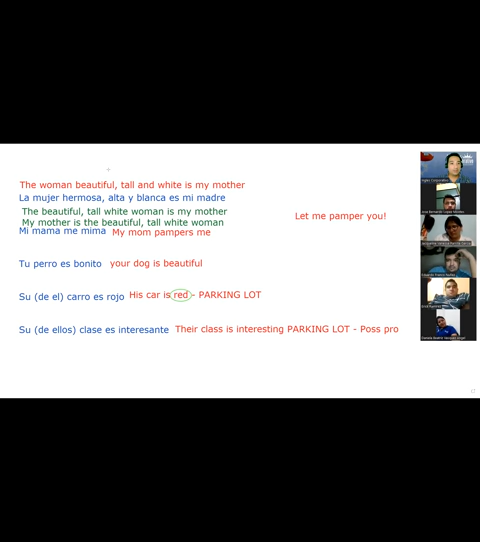 The woman beautiful, tall and white is my mother
La mujer hermosa, alta y blanca es mi madre
The beautiful, tall white woman is my mother
My mother is the beautiful, tall white woman
Let me pamper you!
Mi mama me mima My mom pampers me
Tu perro es bonito your dog is beautiful
Su (de el) carro es rojo His car is red - PARKING LOT
Su (de ellos) clase es interesante Their class is interesting PARKING LOT - Poss pro